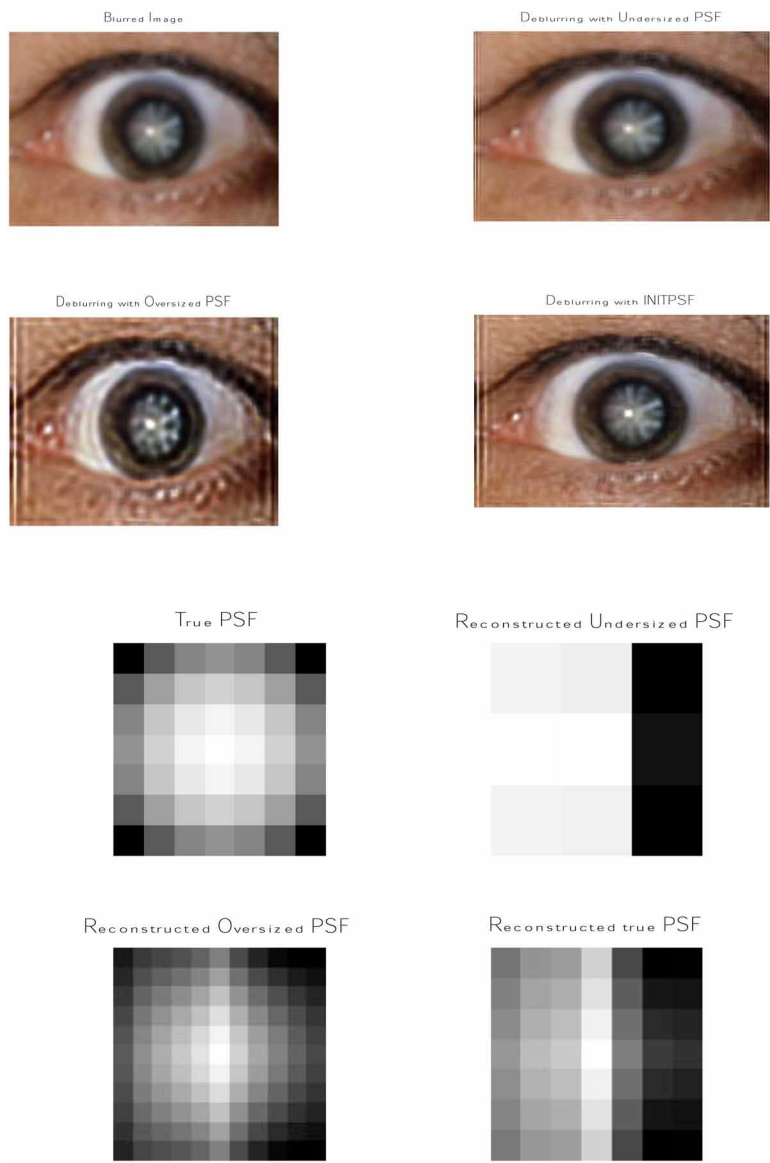 Blurred Image
Deblurring with Undersized PSF
Deblurring with Oversized PSF
Deblurring with INITPSF
True PSF
Reconstructed Undersized PSF
Reconstructed Oversized PSF
Reconstructed true PSF